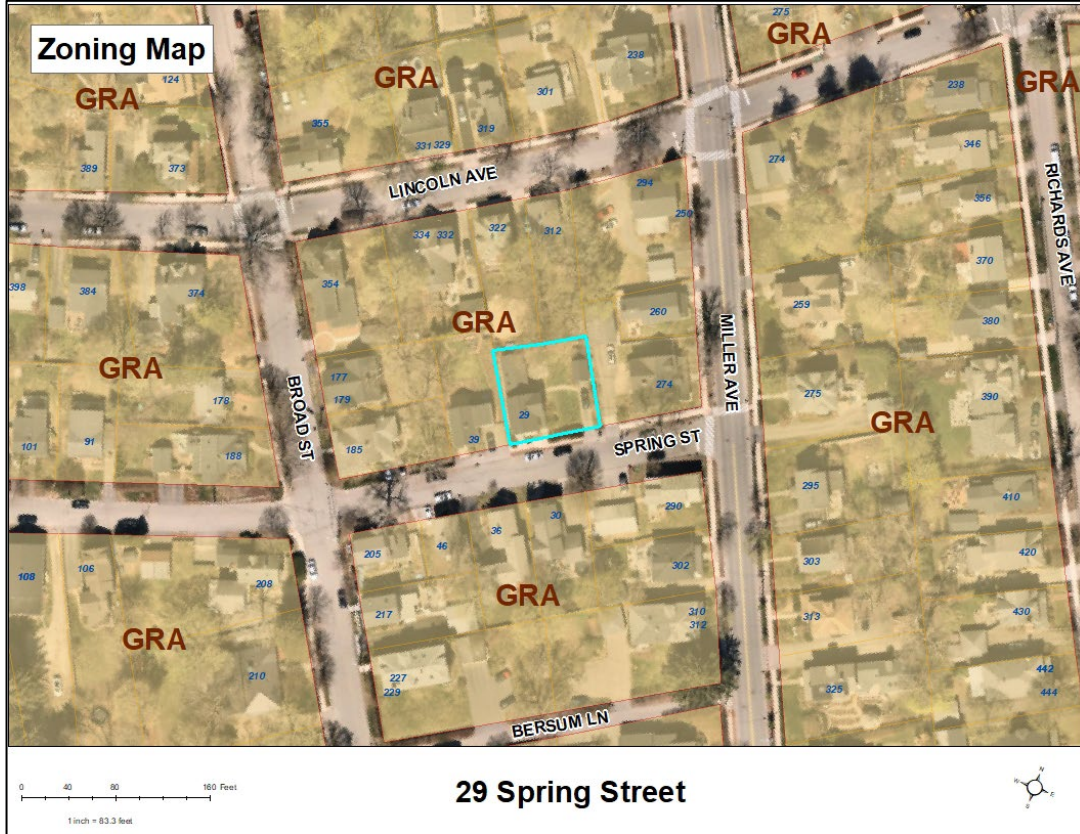 Zoning Map
275
GRA
238
GRA
GRA
238
GRA
124
GRA
301
355
331 329
319
389
373
LINCOLN AVE
274
346
294
250
356
RICHARDS AVE
334 332
322
312
398
384
374
354
370
259
260
GRA
380
MILLER AVE
GRA
177
179
274
275
390
BROAD ST
178
29
GRA
101
91
188
185
39
SPRING ST
295
410
290
30
36
46
205
303
420
302
108
106
208
GRA
217
310
312
313
430
GRA
210
227
229
325
442
444
BERSUM LN
0 40 80 160 Feet
1 inch = 83.3 feet
29 Spring Street
N
W
E
S